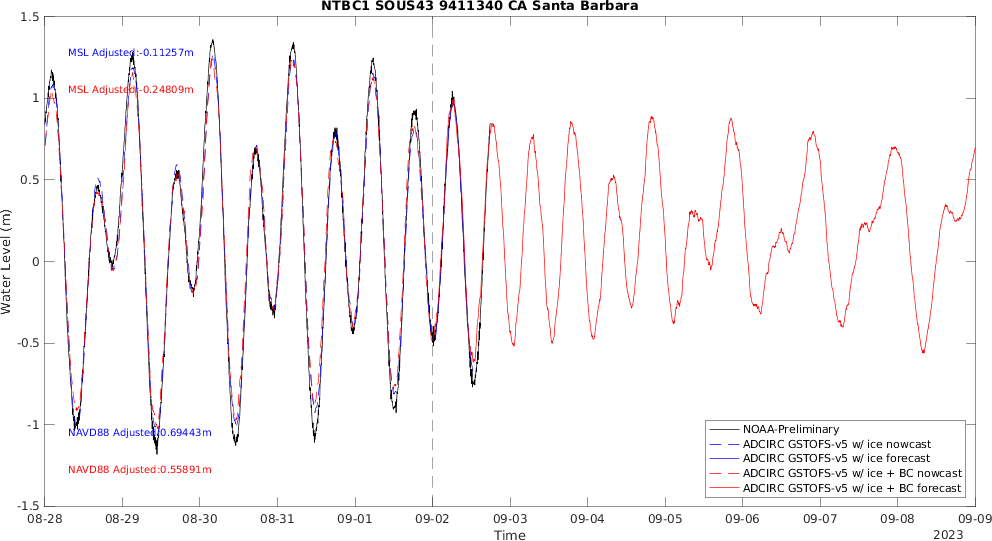 NTBC1 SOUS43 9411340 CA Santa Barbara
1.5
1
0.5
0
-0.5
-1
-1.5
Water Level (m)
MSL Adjusted:-0.11257m
MSL Adjusted:-0.24809m
NAVD88 Adjusted:0.69443m
NAVD88 Adjusted:0.55891m
NOAA-Preliminary
ADCIRC GSTOFS-v5 w/ ice nowcast
ADCIRC GSTOFS-v5 w/ ice forecast
ADCIRC GSTOFS-v5 w/ ice + BC nowcast
ADCIRC GSTOFS-v5 w/ ice + BC forecast
08-28 08-29 08-30 08-31 09-01 09-02 09-03 09-04 09-05 09-06 09-07 09-08 09-09
Time
2023